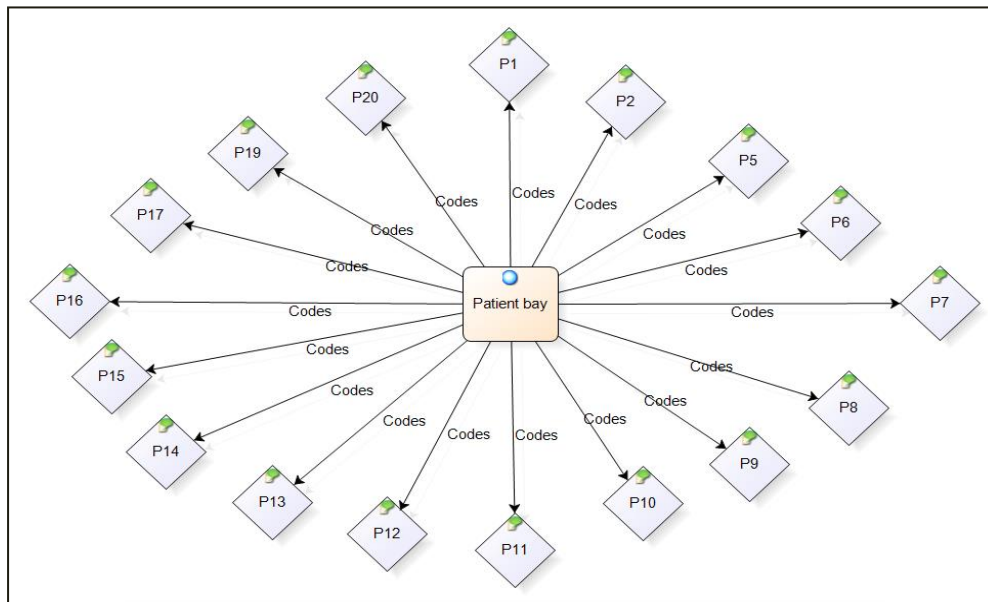 P1
P20
P2
P19
P5
P17
P6
Codes
Codes
Codes
Codes
Codes
Codes
Codes
Codes
P16
Patient bay
P7
Codes
Codes
Codes
Codes
P15
Codes
Codes
P8
Codes
Codes
Codes
P14
P9
P13
P10
P12
P11